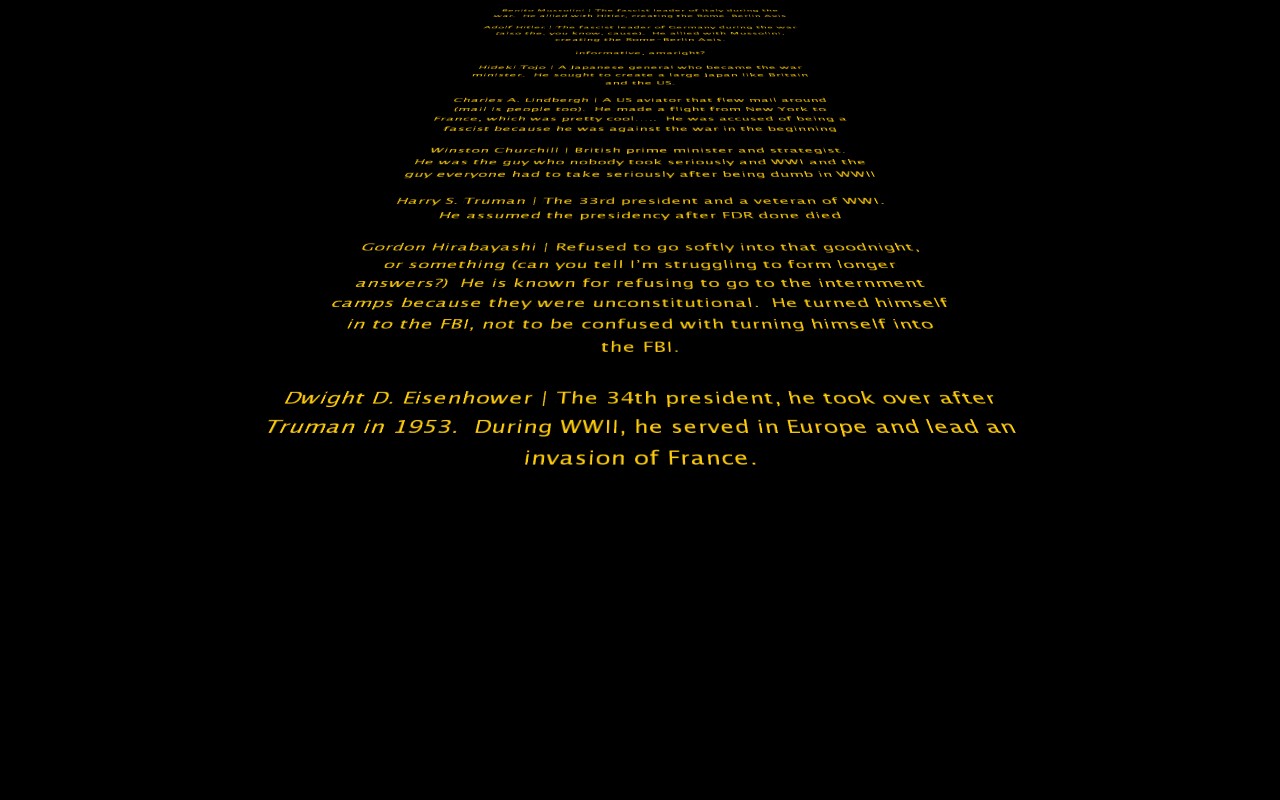 Benito Mussolini | The fascist leader of Italy during the
war. He allied with Hitler, creating the Rome-Berlin Axis
Adolf Hitler | The fascist leader of Germany during the war
(also the, you know, cause). He allied with Mussolini,
creating the Rome-Berlin Axis.
informative, amaright?
Hideki Tojo | A Japanese general who became the war
minister. He sought to create a large Japan like Britain
and the US.
Charles A. Lindbergh | A US aviator that flew mail around
(mail is people too). He made a flight from New York to
France, which was pretty cool..... He was accused of being a
fascist because he was against the war in the beginning
Winston Churchill | British prime minister and strategist.
He was the guy who nobody took seriously and WWI and the
guy everyone had to take seriously after being dumb in WWII
Harry S. Truman | The 33rd president and a veteran of WWI.
He assumed the presidency after FDR done died
Gordon Hirabayashi | Refused to go softly into that goodnight,
or something (can you tell I'm struggling to form longer
answers?) He is known for refusing to go to the internment
camps because they were unconstitutional. He turned himself
in to the FBI, not to be confused with turning himself into
the FBI.
Dwight D. Eisenhower | The 34th president, he took over after
Truman in 1953. During WWII, he served in Europe and lead an
invasion of France.